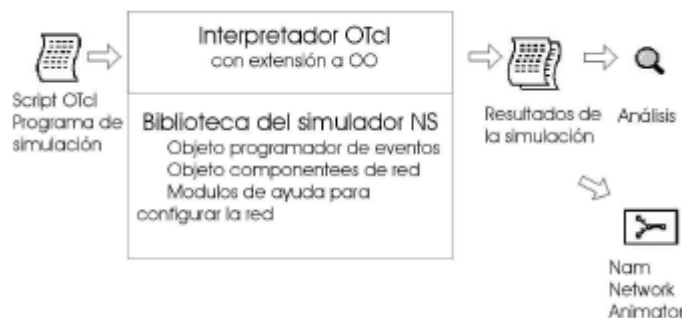 Interpretador OTcl
con extensión a OO
Script OTcl
Programa de
simulación
Biblioteca del simulador NS
Objeto programador de eventos
Objeto componentees de red
Modulos de ayuda para
configurar la red
Resultados de
la simulación
Análisis
Nam
Network
Animator